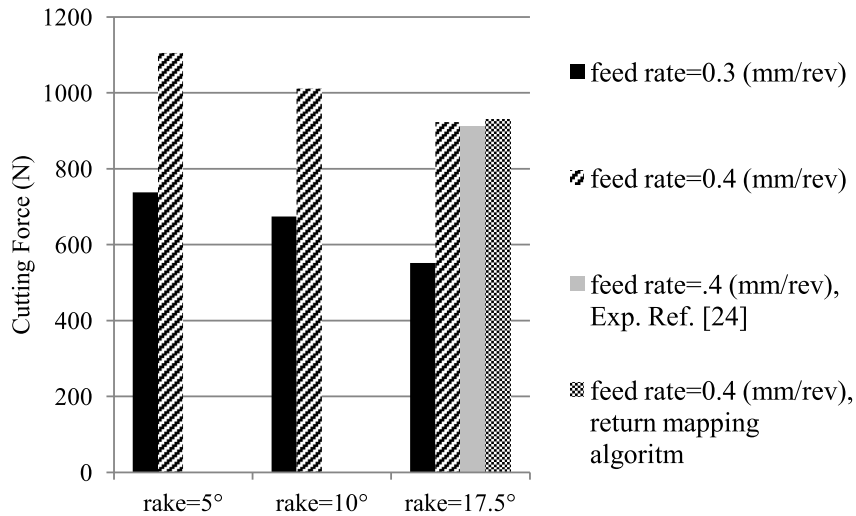 1200
1000
800
600
400
200
0
Cutting Force (N)
rake=5°
rake=10°
rake=17.5°
feed rate=0.3 (mm/rev)
feed rate=0.4 (mm/rev)
feed rate=.4 (mm/rev),
Exp. Ref. [24]
feed rate=0.4 (mm/rev),
return mapping
algoritm